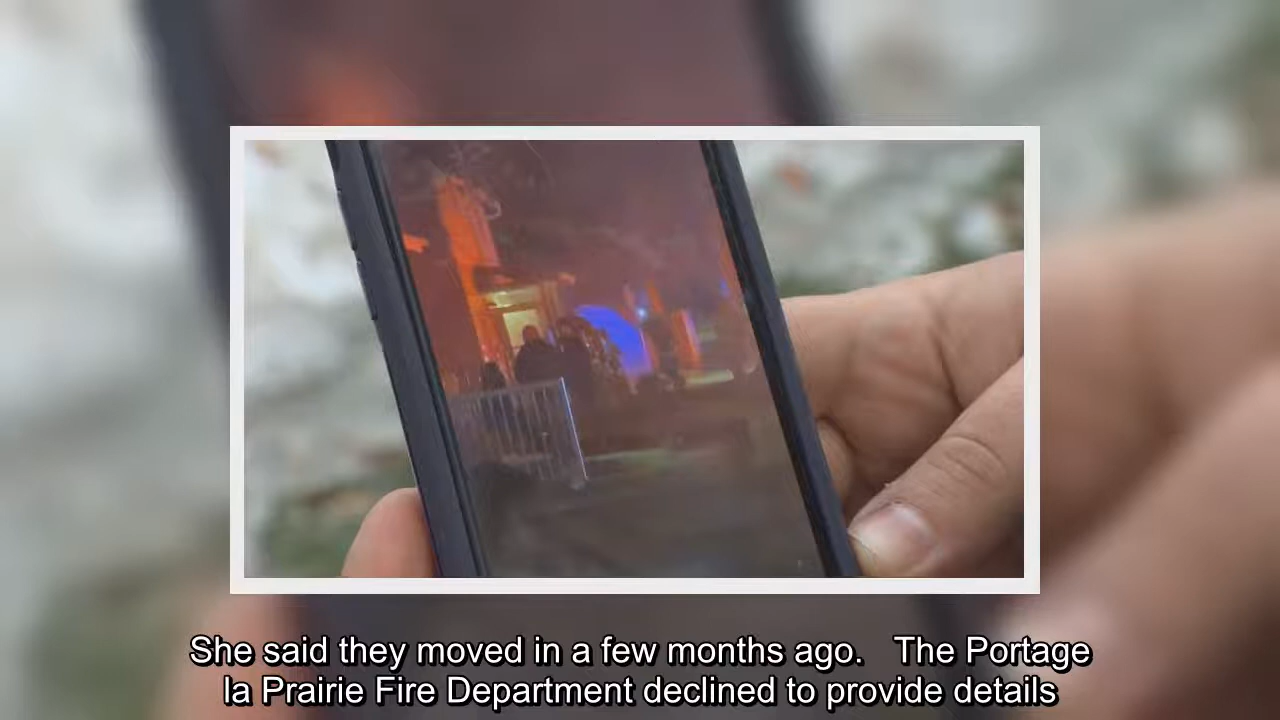 She said they moved in a few months ago.   The Portage
la Prairie Fire Department declined to provide details